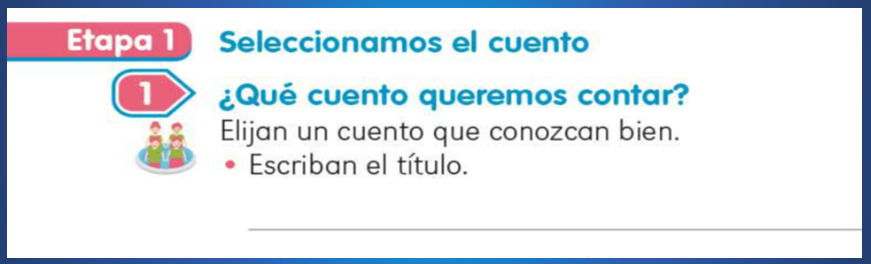 Etapa 1 Seleccionamos el cuento
1 ¿Qué cuento queremos contar?
Elijan un cuento que conozcan bien.
• Escriban el título.